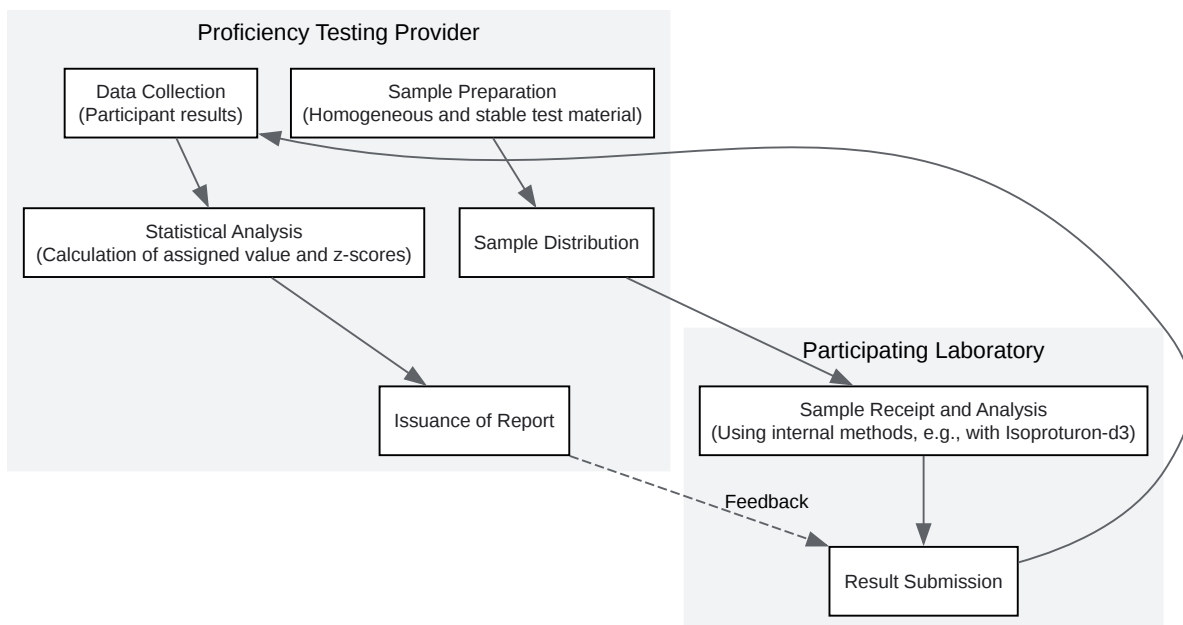 Proficiency Testing Provider
Data Collection
(Participant results)
Sample Preparation
(Homogeneous and stable test material)
Statistical Analysis
(Calculation of assigned value and z-scores)
Sample Distribution
Participating Laboratory
Issuance of Report
Sample Receipt and Analysis
(Using internal methods, e.g., with Isoproturon-d3)
Feedback
Result Submission